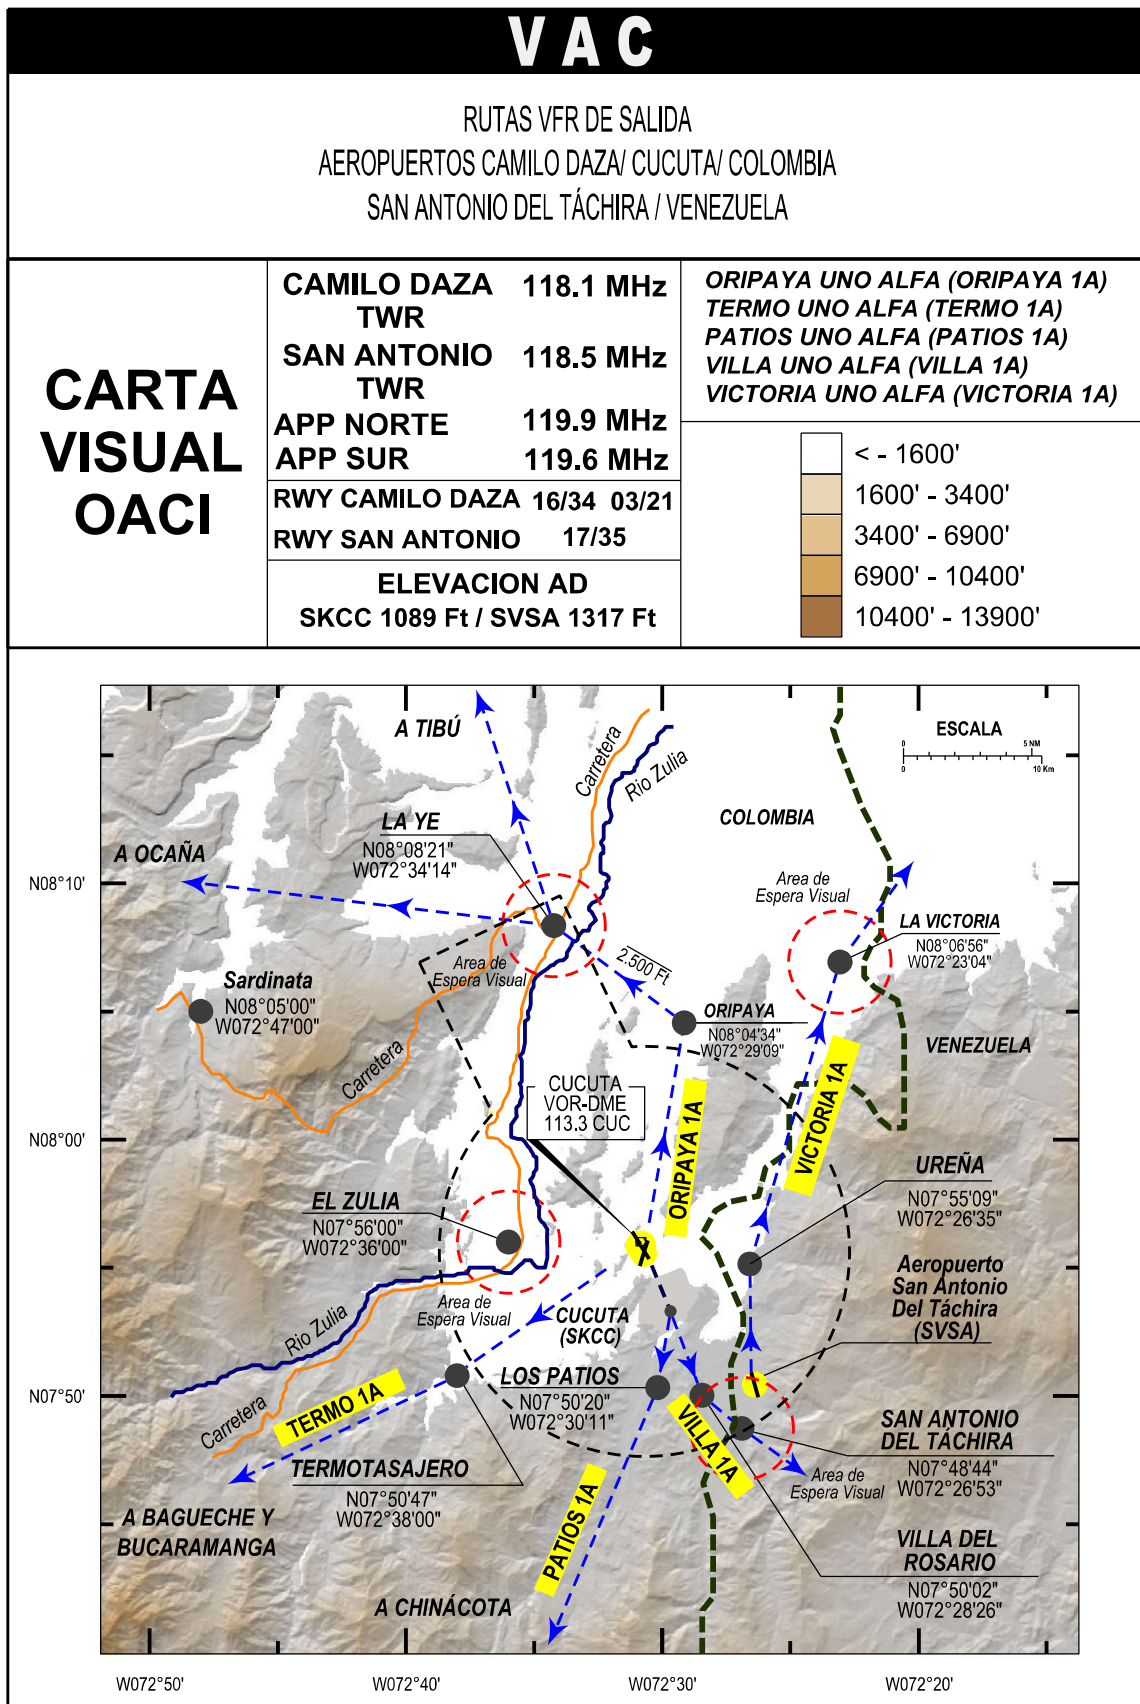 VAC
RUTAS VFR DE SALIDA
AEROPUERTOS CAMILO DAZA/ CUCUTA/ COLOMBIA
SAN ANTONIO DEL TÁCHIRA / VENEZUELA
CARTA
VISUAL
OACI
CAMILO DAZA 118.1 MHz
TWR
SAN ANTONIO 118.5 MHz
TWR
APP NORTE 119.9 MHz
APP SUR 119.6 MHz
RWY CAMILO DAZA 16/34 03/21
RWY SAN ANTONIO 17/35
ELEVACION AD
SKCC 1089 Ft / SVSA 1317 Ft
ORIPAYA UNO ALFA (ORIPAYA 1A)
TERMO UNO ALFA (TERMO 1A)
PATIOS UNO ALFA (PATIOS 1A)
VILLA UNO ALFA (VILLA 1A)
VICTORIA UNO ALFA (VICTORIA 1A)
< - 1600'
1600' - 3400'
3400' - 6900'
6900' - 10400'
10400' - 13900'
A TIBÚ
Carretera
Rio Zulia
ESCALA
0 5 NM
0 10 Km
COLOMBIA
LA YE
N08°08'21"
W072°34'14"
A OCAÑA
N08°10'
Area de
Espera Visual
LA VICTORIA
N08°06'56"
W072°23'04"
Area de
Espera Visual
2.500 Ft
Sardinata
N08°05'00"
W072°47'00"
ORIPAYA
N08°04'34"
W072°29'09"
VENEZUELA
Carretera
CUCUTA
VOR-DME
113.3 CUC
ORIPAYA 1A
VICTORIA 1A
N08°00'
UREÑA
N07°55'09"
W072°26'35"
EL ZULIA
N07°56'00"
W072°36'00"
Aeropuerto
San Antonio
Del Táchira
(SVSA)
Area de
Espera Visual
CUCUTA
(SKCC)
Rio Zulia
LOS PATIOS
N07°50'20"
W072°30'11"
N07°50'
Carretera
TERMO 1A
VILLA 1A
SAN ANTONIO
DEL TÁCHIRA
N07°48'44"
W072°26'53"
TERMOTASAJERO
N07°50'47"
W072°38'00"
Area de
Espera Visual
PATIOS 1A
A BAGUECHE Y
BUCARAMANGA
VILLA DEL
ROSARIO
N07°50'02"
W072°28'26"
A CHINÁCOTA
W072°50'
W072°40'
W072°30'
W072°20'